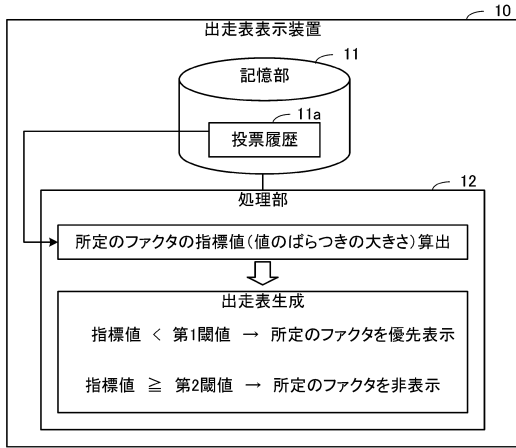 10
出走表表示装置
11
記憶部
11a
投票履歴
12
処理部
所定のファクタの指標値(値のばらつきの大きさ)算出
出走表生成
指標値 < 第1閾値 → 所定のファクタを優先表示
指標値 ≧ 第2閾値 → 所定のファクタを非表示